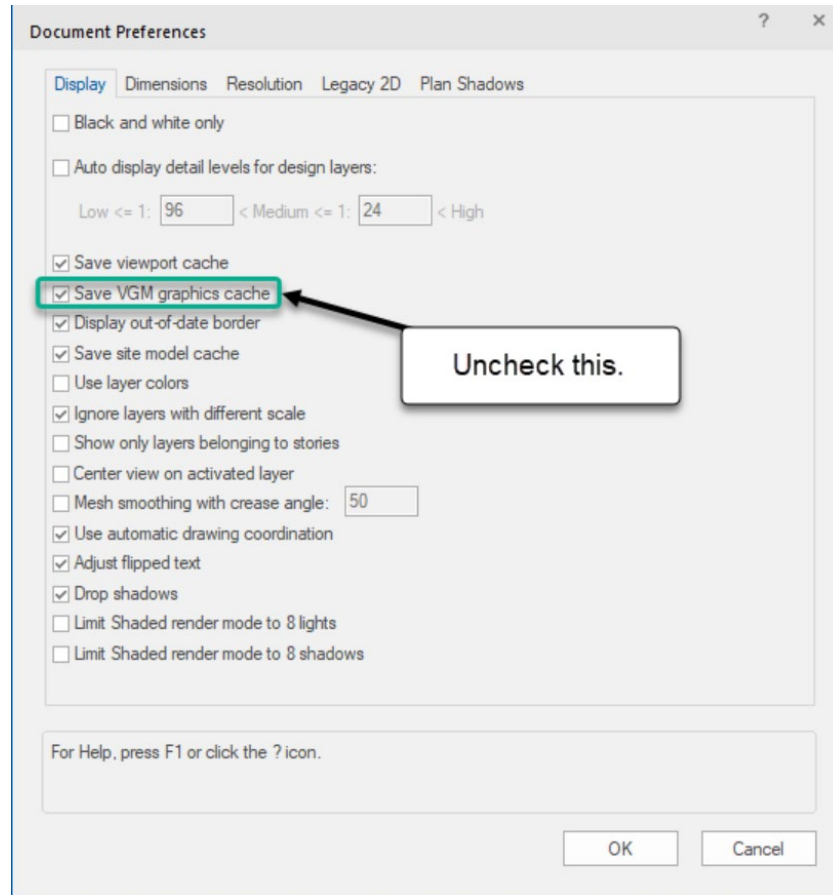 Document Preferences
? ×
Display Dimensions Resolution Legacy 2D Plan Shadows
Black and white only
Auto display detail levels for design layers:
Low <= 1: 96 < Medium <= 1: 24 < High
Save viewport cache
Save VGM graphics cache
Display out-of-date border
Uncheck this.
Save site model cache
Use layer colors
Ignore layers with different scale
Show only layers belonging to stories
Center view on activated layer
Mesh smoothing with crease angle: 50
Use automatic drawing coordination
Adjust flipped text
Drop shadows
Limit Shaded render mode to 8 lights
Limit Shaded render mode to 8 shadows
For Help, press F1 or click the ? icon.
OK Cancel